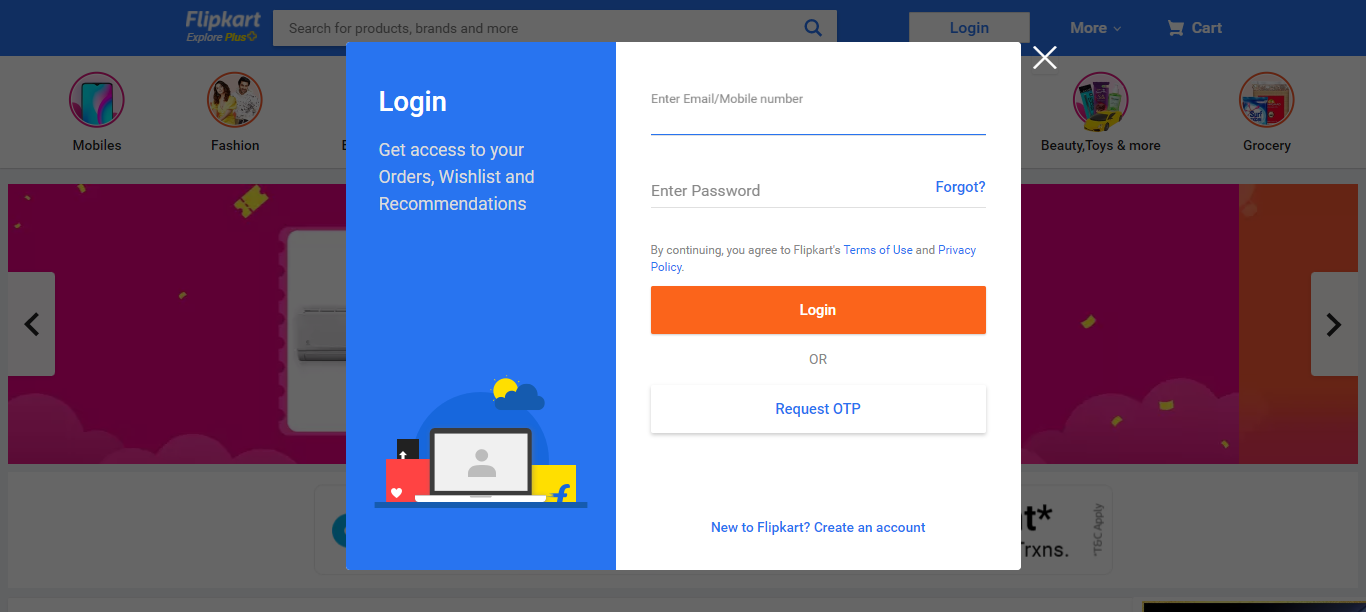 Flipkart
Explore Plus
Search for products, brands and more
Login
More
Cart
Mobiles
Fashion
Beauty,Toys & more
Grocery
Login
Get access to your
Orders, Wishlist and
Recommendations
Enter Email/Mobile number
Enter Password
Forgot?
By continuing, you agree to Flipkart's Terms of Use and Privacy
Policy.
Login
OR
Request OTP
New to Flipkart? Create an account
*T&C Apply